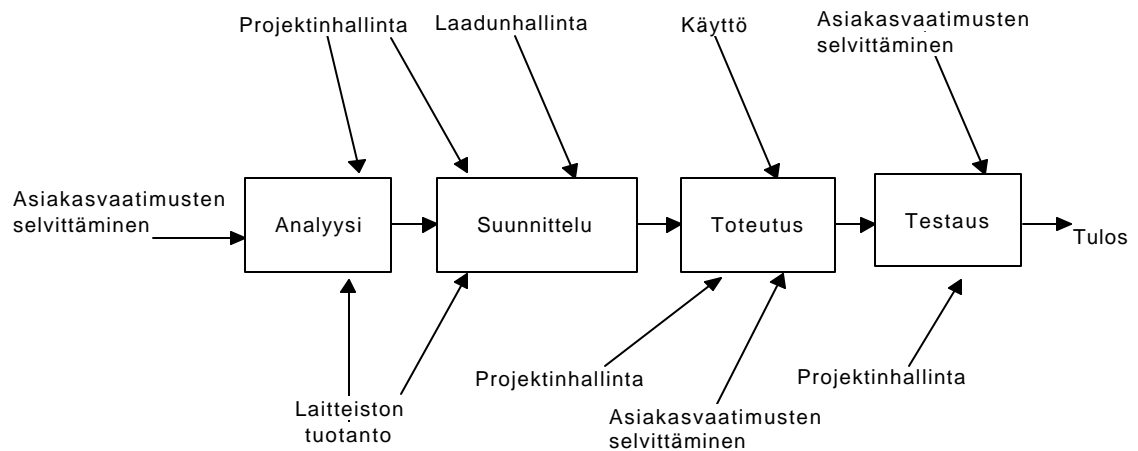 Projektinhallinta
Laadunhallinta
Käyttö
Asiakasvaatimusten
selvittäminen
Asiakasvaatimusten
selvittäminen
Analyysi
Suunnittelu
Toteutus
Testaus
Tulos
Projektinhallinta
Projektinhallinta
Laitteiston
tuotanto
Asiakasvaatimusten
selvittäminen